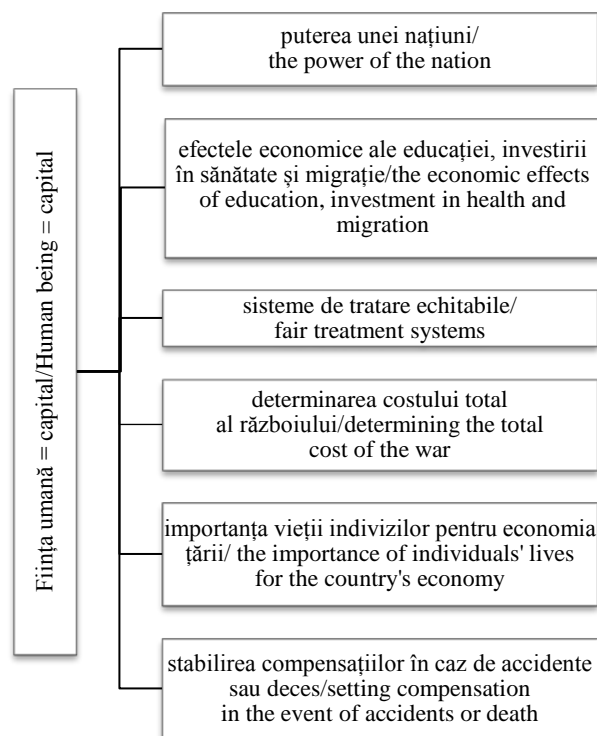 Ființa umană = capital/Human being = capital
puterea unei națiuni/
the power of the nation
efectele economice ale educației, investirii
în sănătate și migrație/the economic effects
of education, investment in health and
migration
sisteme de tratare echitabile/
fair treatment systems
determinarea costului total
al războiului/determining the total
cost of the war
importanța vieții indivizilor pentru economia
țării/ the importance of individuals' lives
for the country's economy
stabilirea compensațiilor în caz de accidente
sau deces/setting compensation
in the event of accidents or death